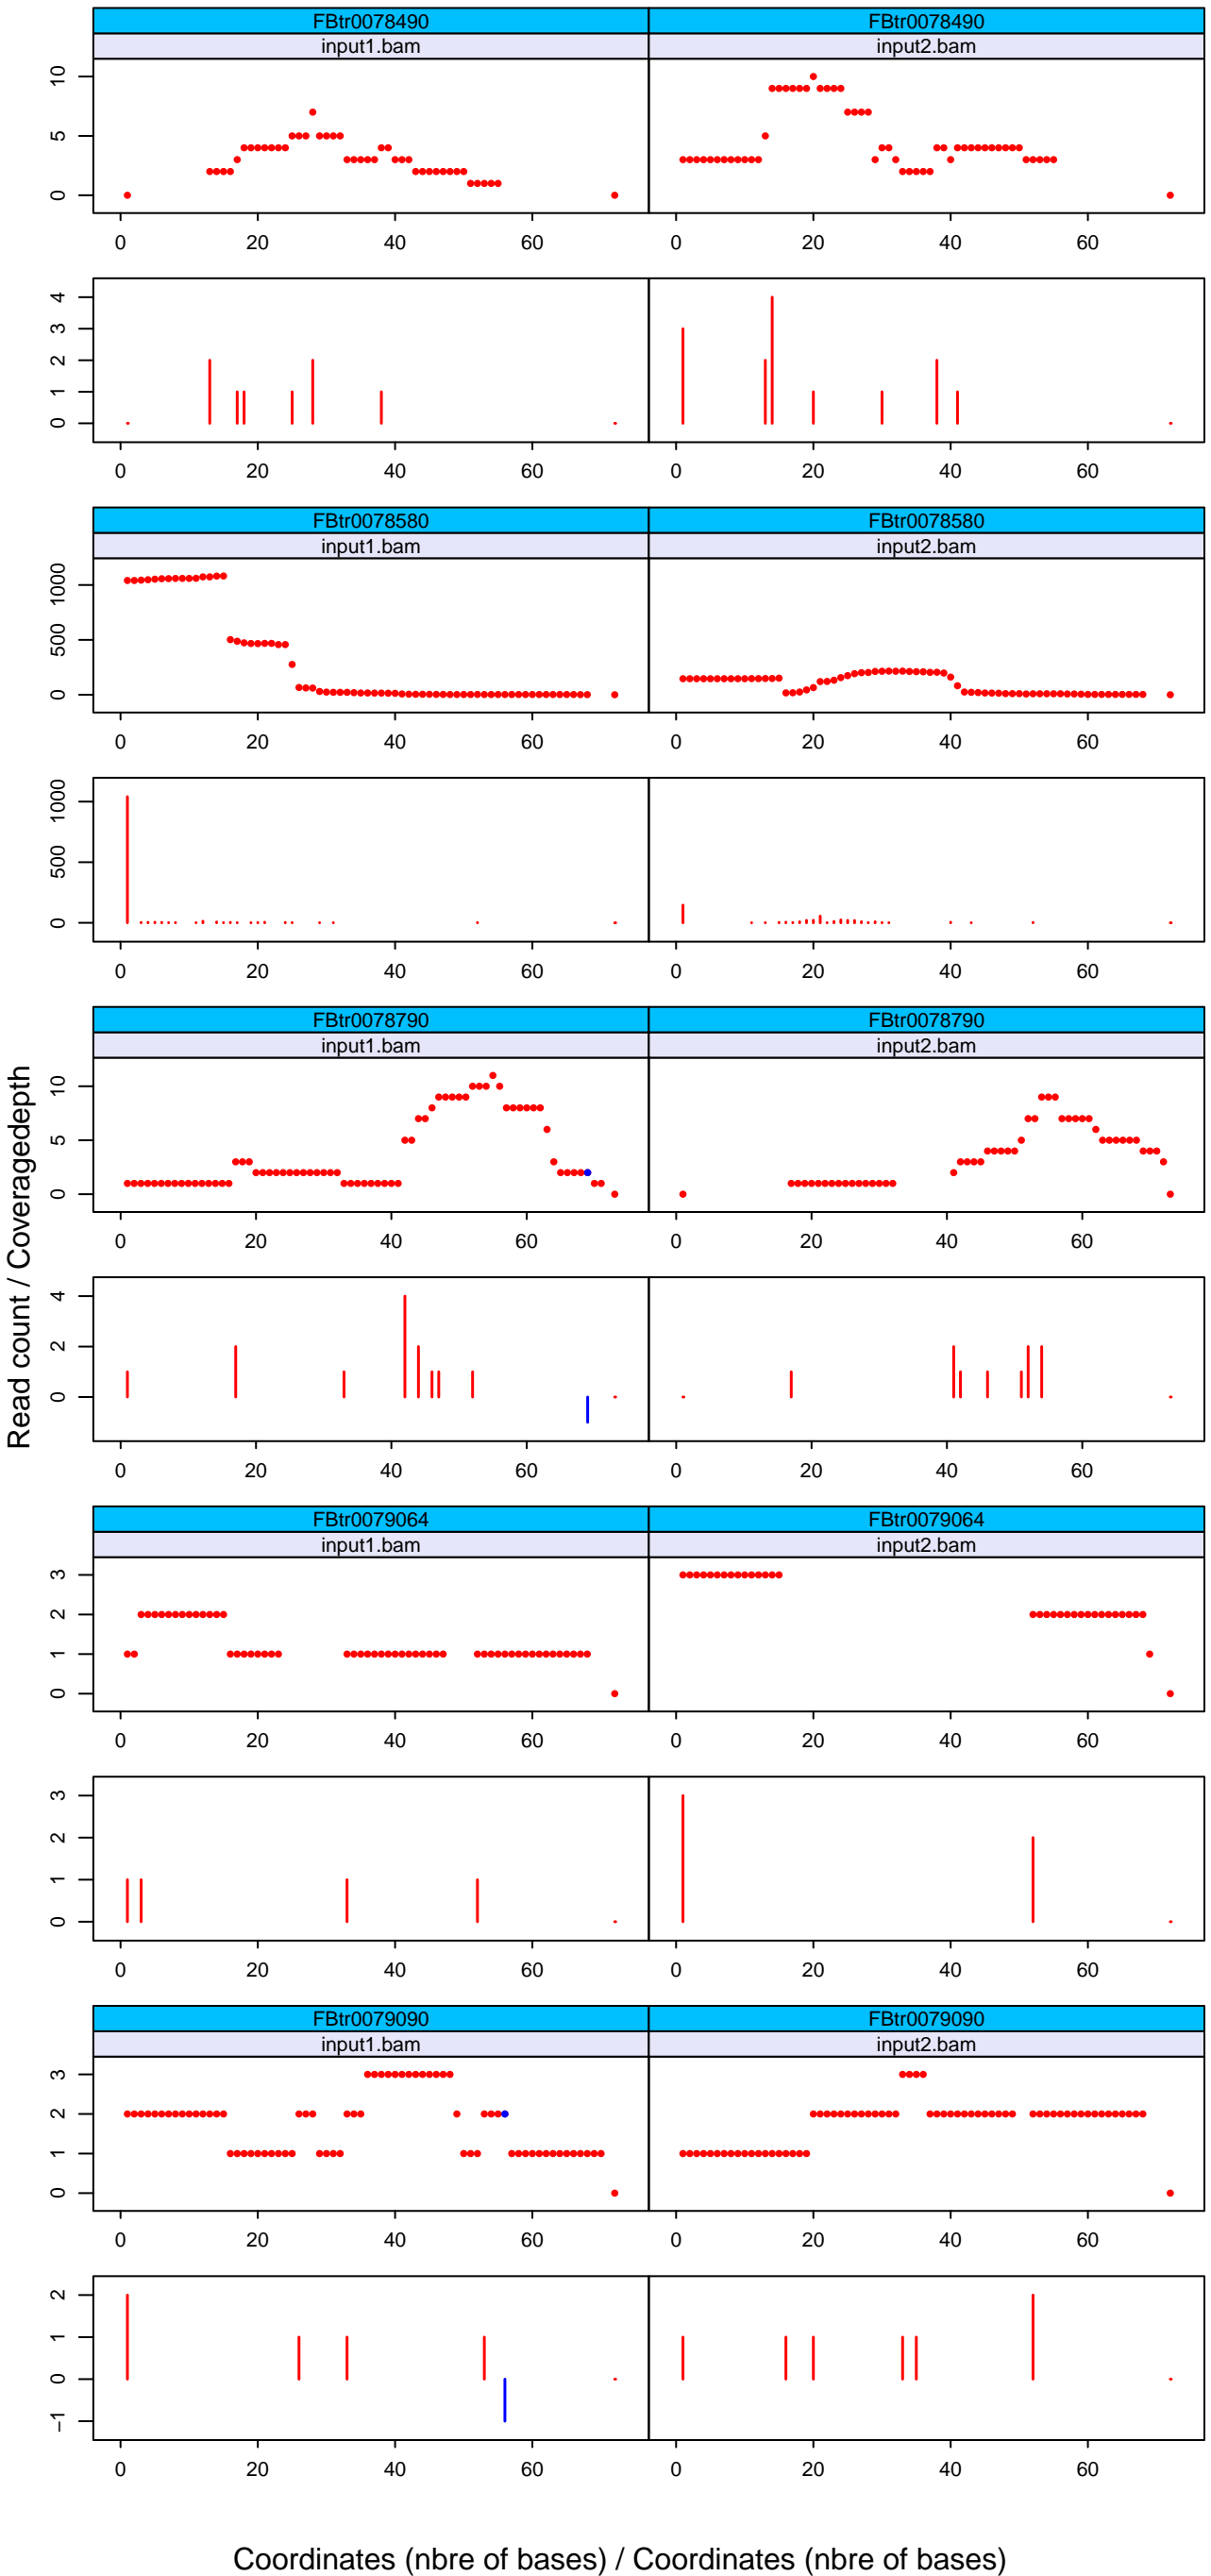 FBtr0078490 FBtr0078490
input1.bam input2.bam
10
5
0
0 20 40 60 0 20 40 60
4
3
2
1
0
0 20 40 60 0 20 40 60
FBtr0078580 FBtr0078580
input1.bam input2.bam
1000
500
0
0 20 40 60 0 20 40 60
1000
500
0
0 20 40 60 0 20 40 60
FBtr0078790 FBtr0078790
input1.bam input2.bam
10
5
0
0 20 40 60 0 20 40 60
Read count / Coveragedepth
4
2
0
0 20 40 60 0 20 40 60
FBtr0079064 FBtr0079064
input1.bam input2.bam
3
2
1
0
0 20 40 60 0 20 40 60
3
2
1
0
0 20 40 60 0 20 40 60
FBtr0079090 FBtr0079090
input1.bam input2.bam
3
2
1
0
0 20 40 60 0 20 40 60
2
1
0
−1
0 20 40 60 0 20 40 60
Coordinates (nbre of bases) / Coordinates (nbre of bases)